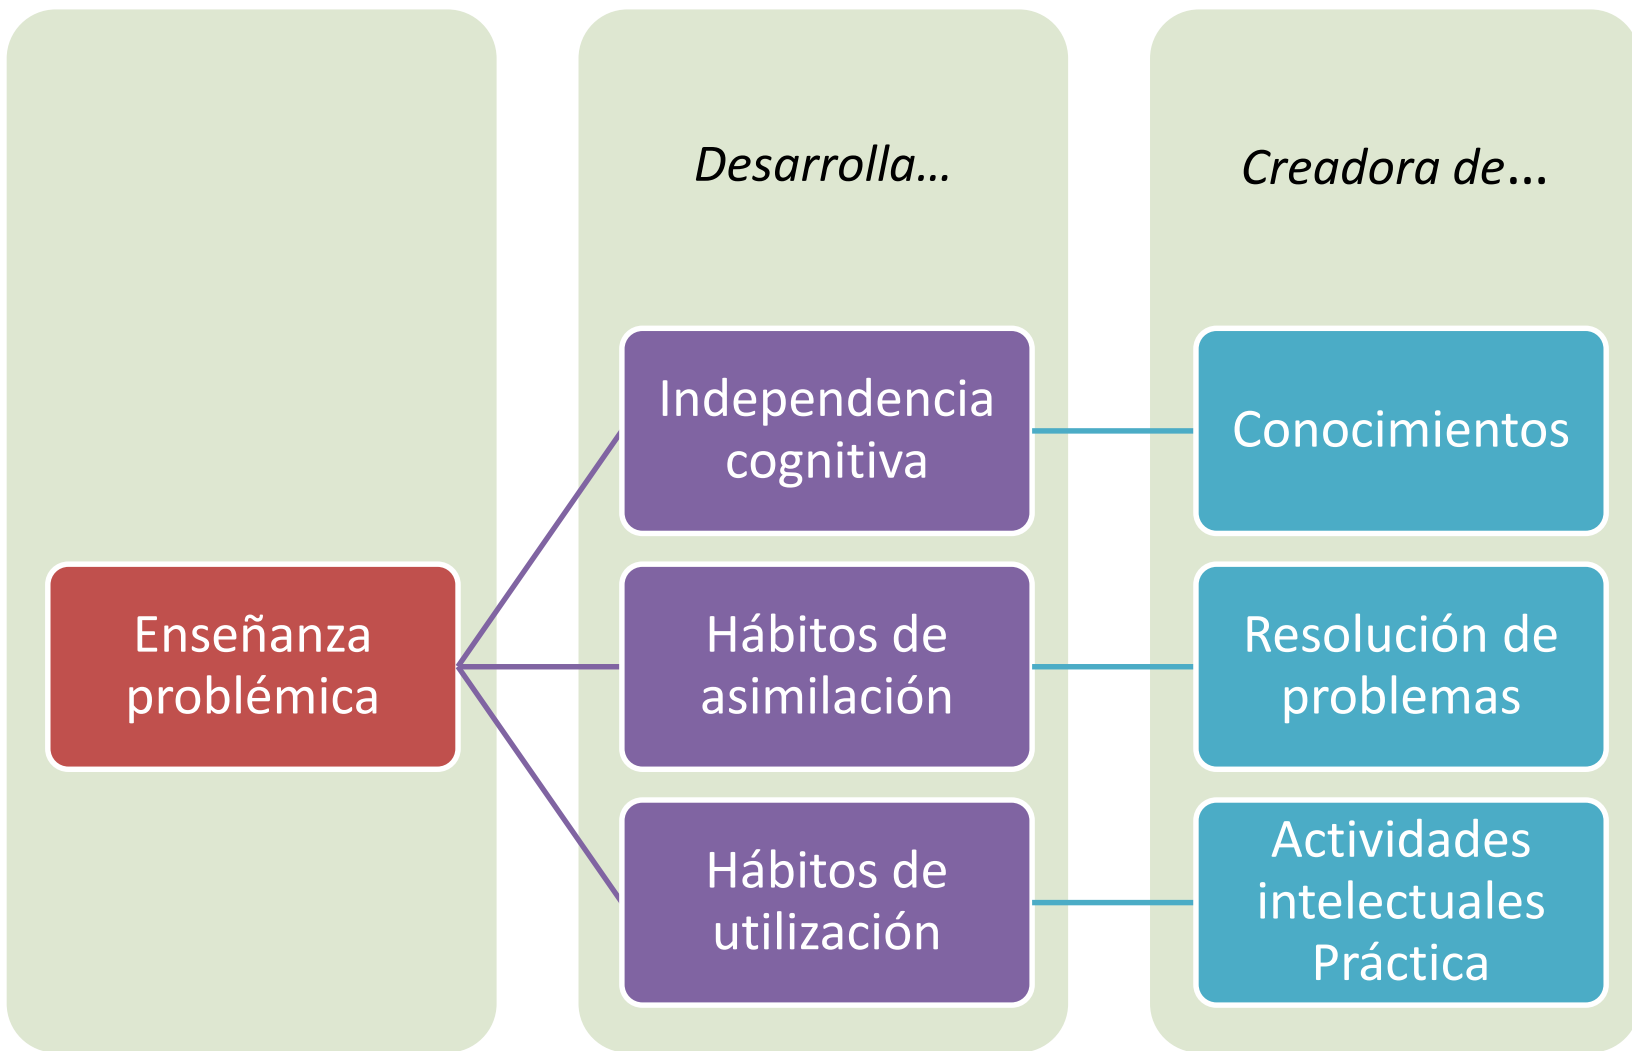 Desarrolla...
Creadora de...
Enseñanza
problémica
Independencia
cognitiva
Conocimientos
Hábitos de
asimilación
Resolución de
problemas
Hábitos de
utilización
Actividades
intelectuales
Práctica